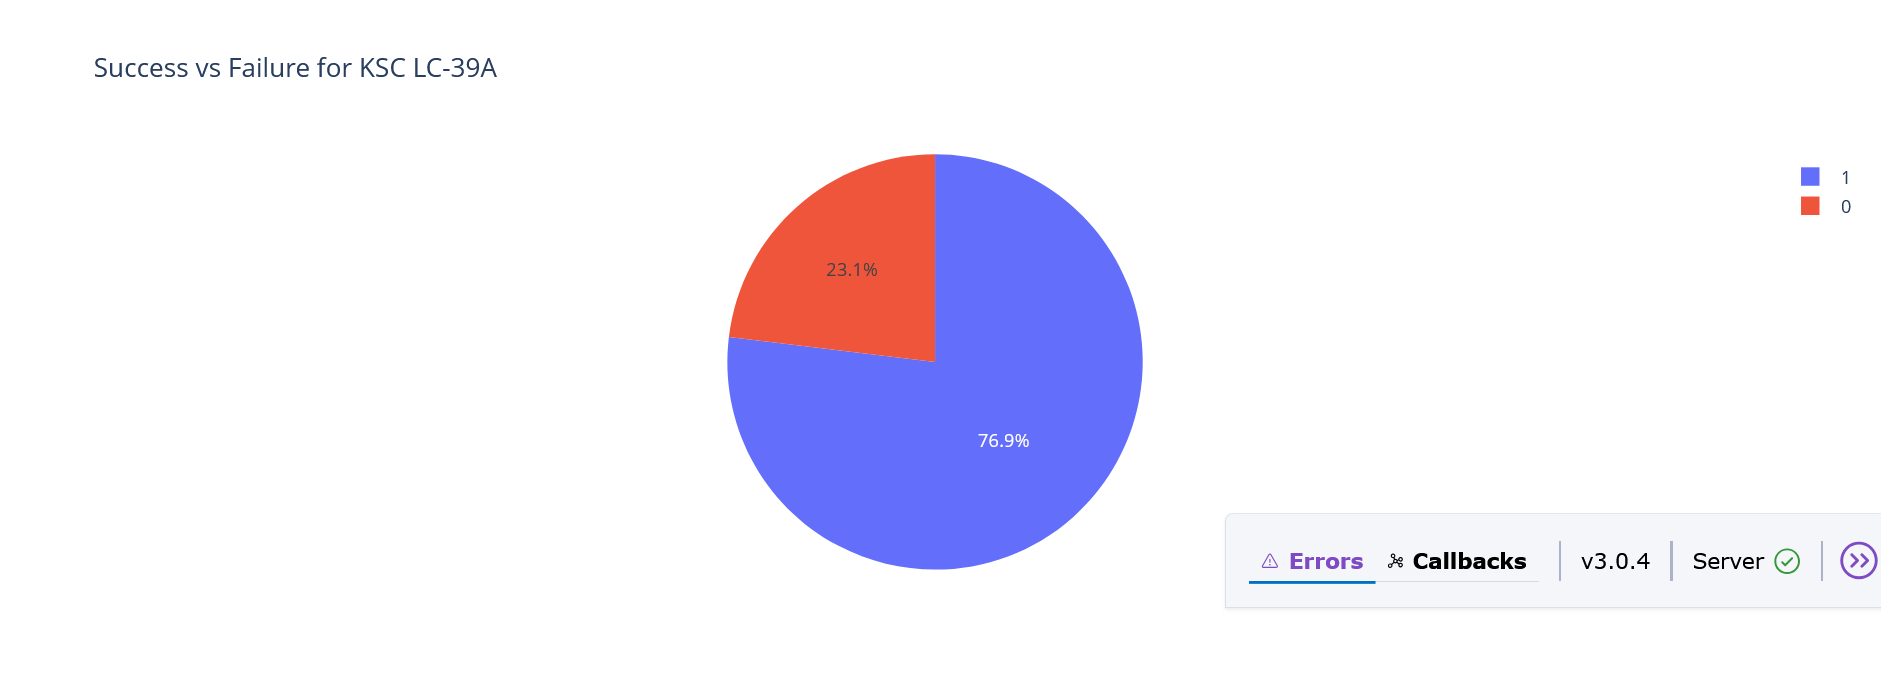 Success vs Failure for KSC LC-39A
1
0
23.1%
76.9%
Errors Callbacks v3.0.4 Server